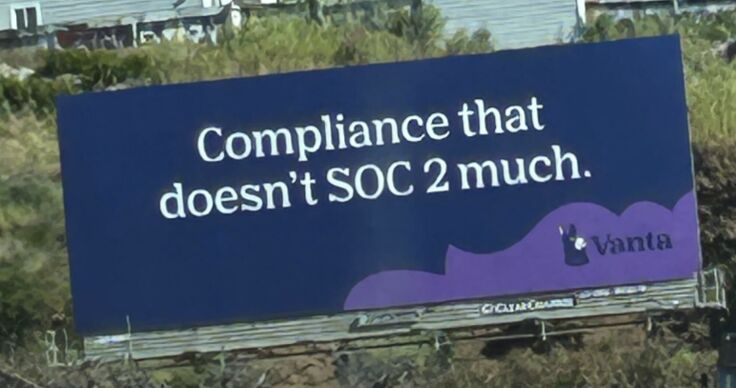 Compliance that
doesn't SOC 2 much.
Vanta